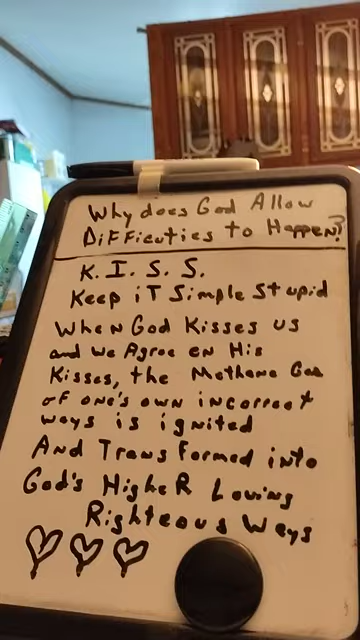 Why does God Allow
Difficuties to Happen?
K. I. S. S.
Keep iT Simple Stupid
When God Kisses us
and we Agree en His
Kisses, the Methane Gas
of one's own incorrect
ways is ignited
And Transformed into
God's Higher Loving
Righteous Ways